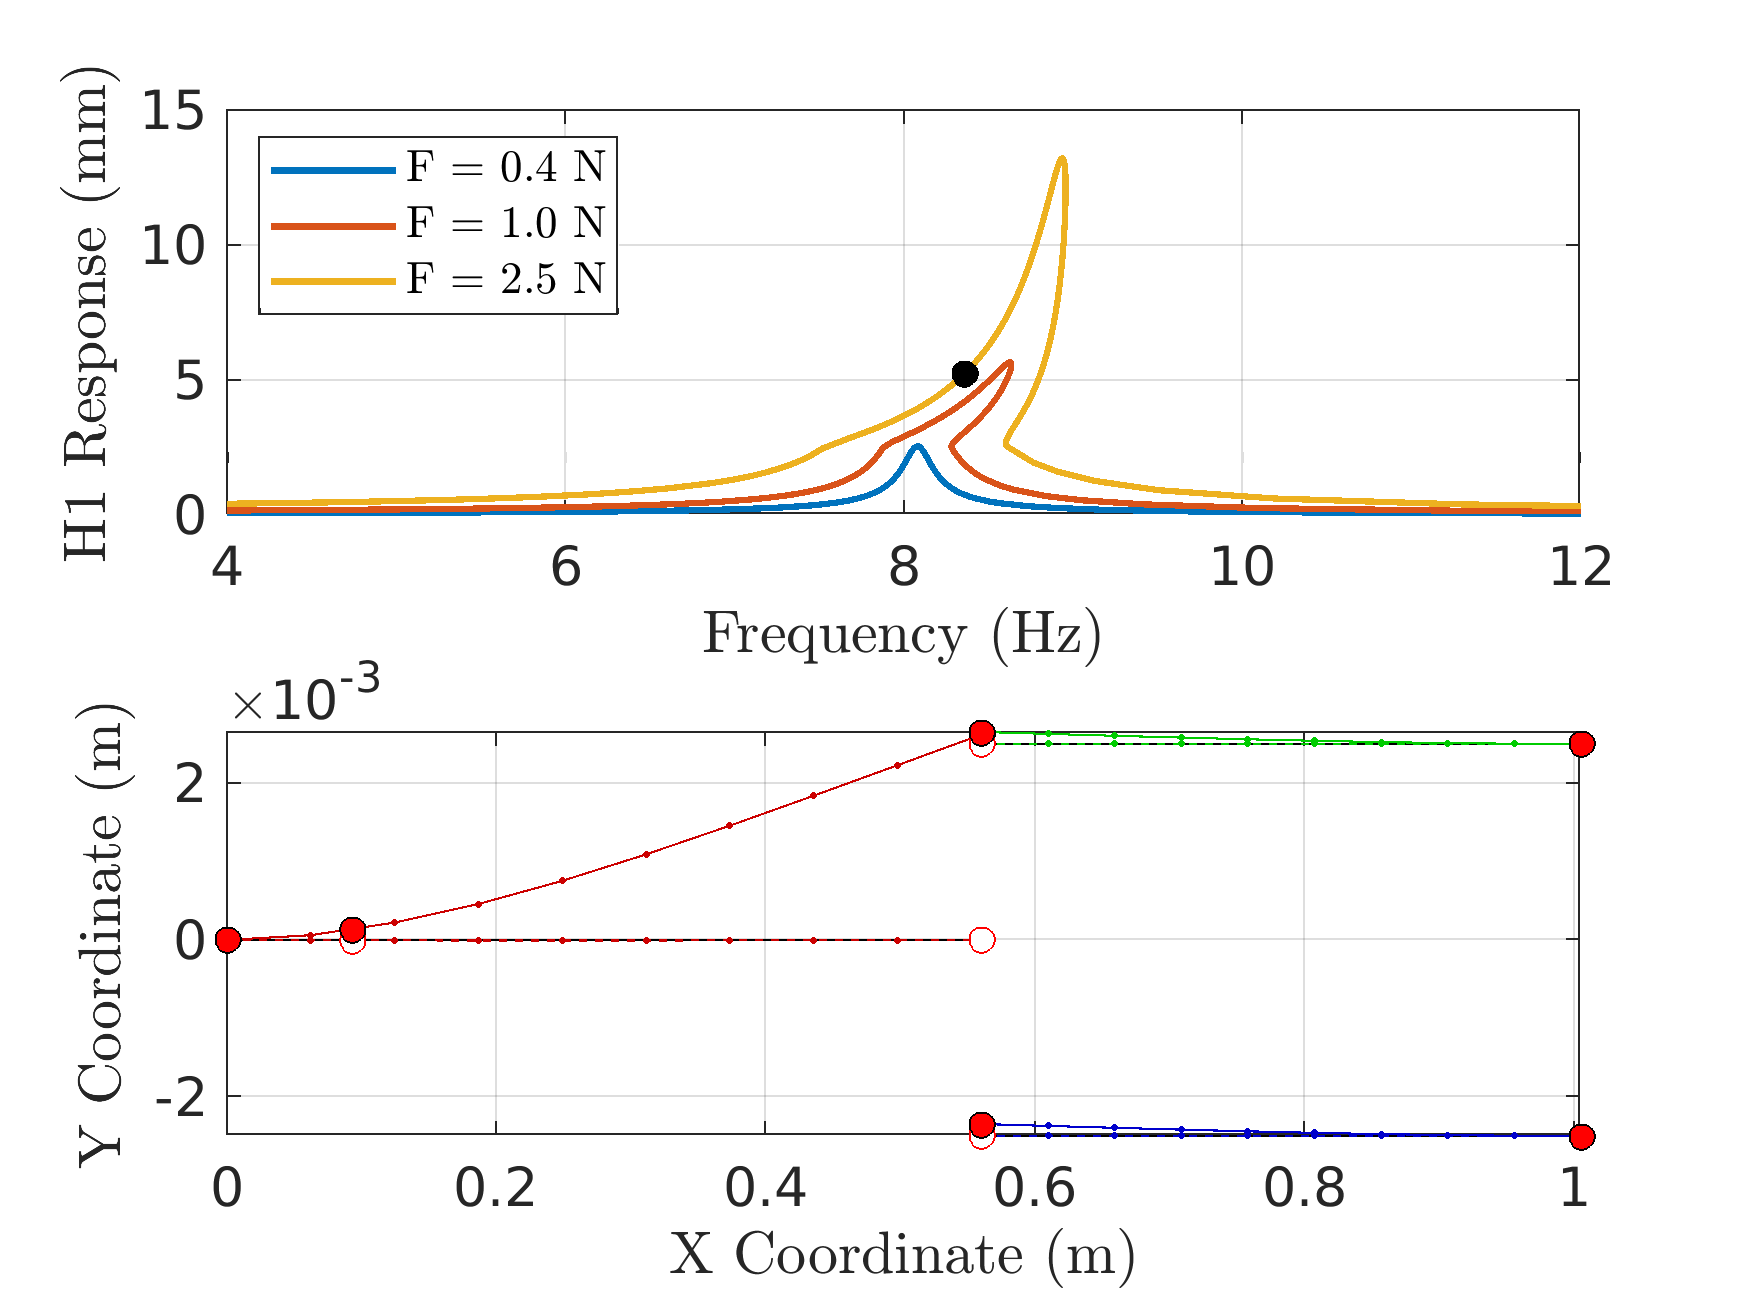 H1 Response (mm)
15
10
5
0
F = 0.4 N
F = 1.0 N
F = 2.5 N
4 6 8 10 12
Frequency (Hz)
×10-3
Y Coordinate (m)
2
0
-2
0 0.2 0.4 0.6 0.8 1
X Coordinate (m)